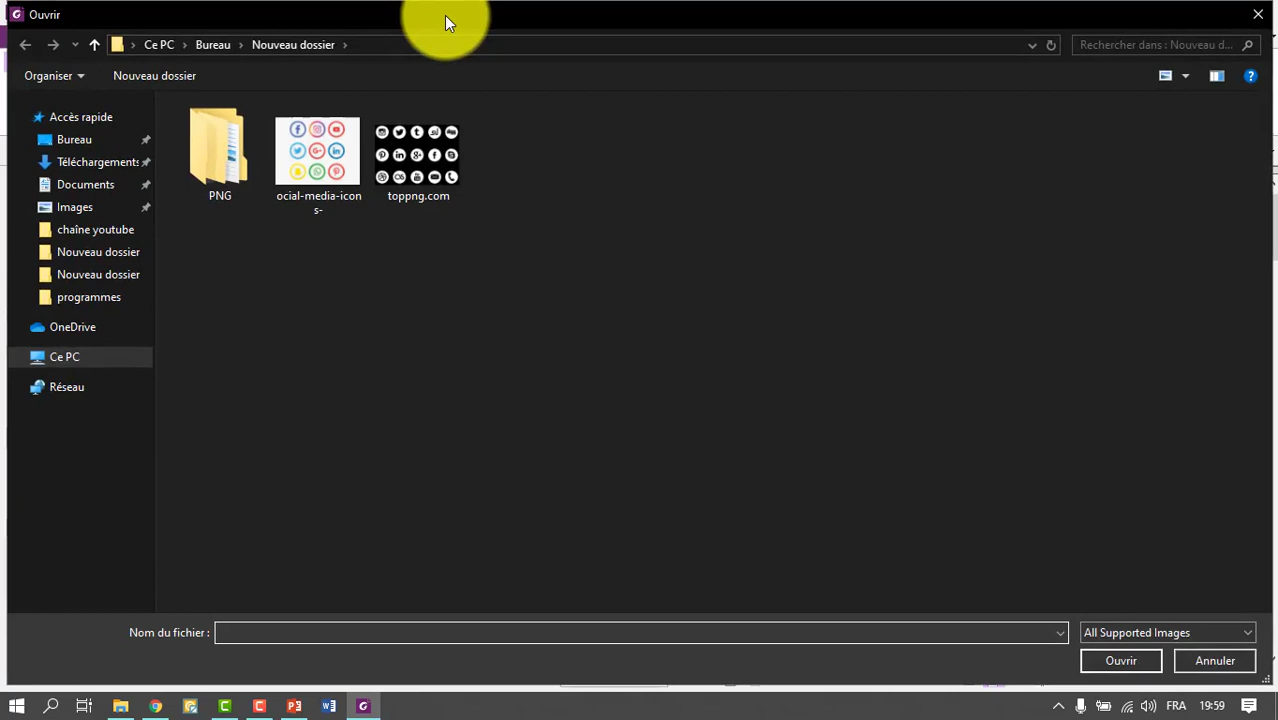 Ouvrir
Ce PC
Bureau
Nouveau dossier
Rechercher dans : Nouveau d...
Organiser
Nouveau dossier
Accès rapide
Bureau
Téléchargements
Documents
Images
chaîne youtube
Nouveau dossier
Nouveau dossier
programmes
OneDrive
Ce PC
Réseau
PNG
ocial-media-icon
s-
toppng.com
Nom du fichier :
All Supported Images
Ouvrir
Annuler
FRA
19:59